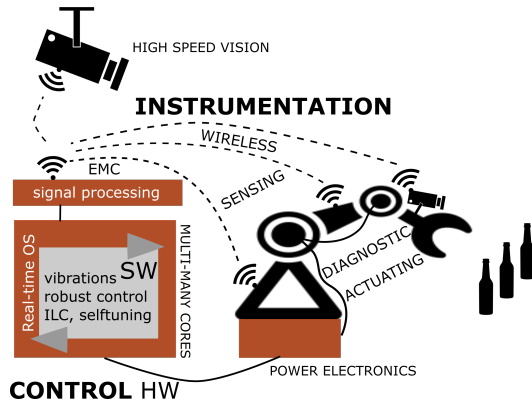 HIGH SPEED VISION
INSTRUMENTATION
WIRELESS
EMC
SENSING
signal processing
Real-time OS
SW
vibrations
robust control
ILC, selftuning
MULTI-MANY CORES
DIAGNOSTIC
ACTUATING
POWER ELECTRONICS
CONTROL HW